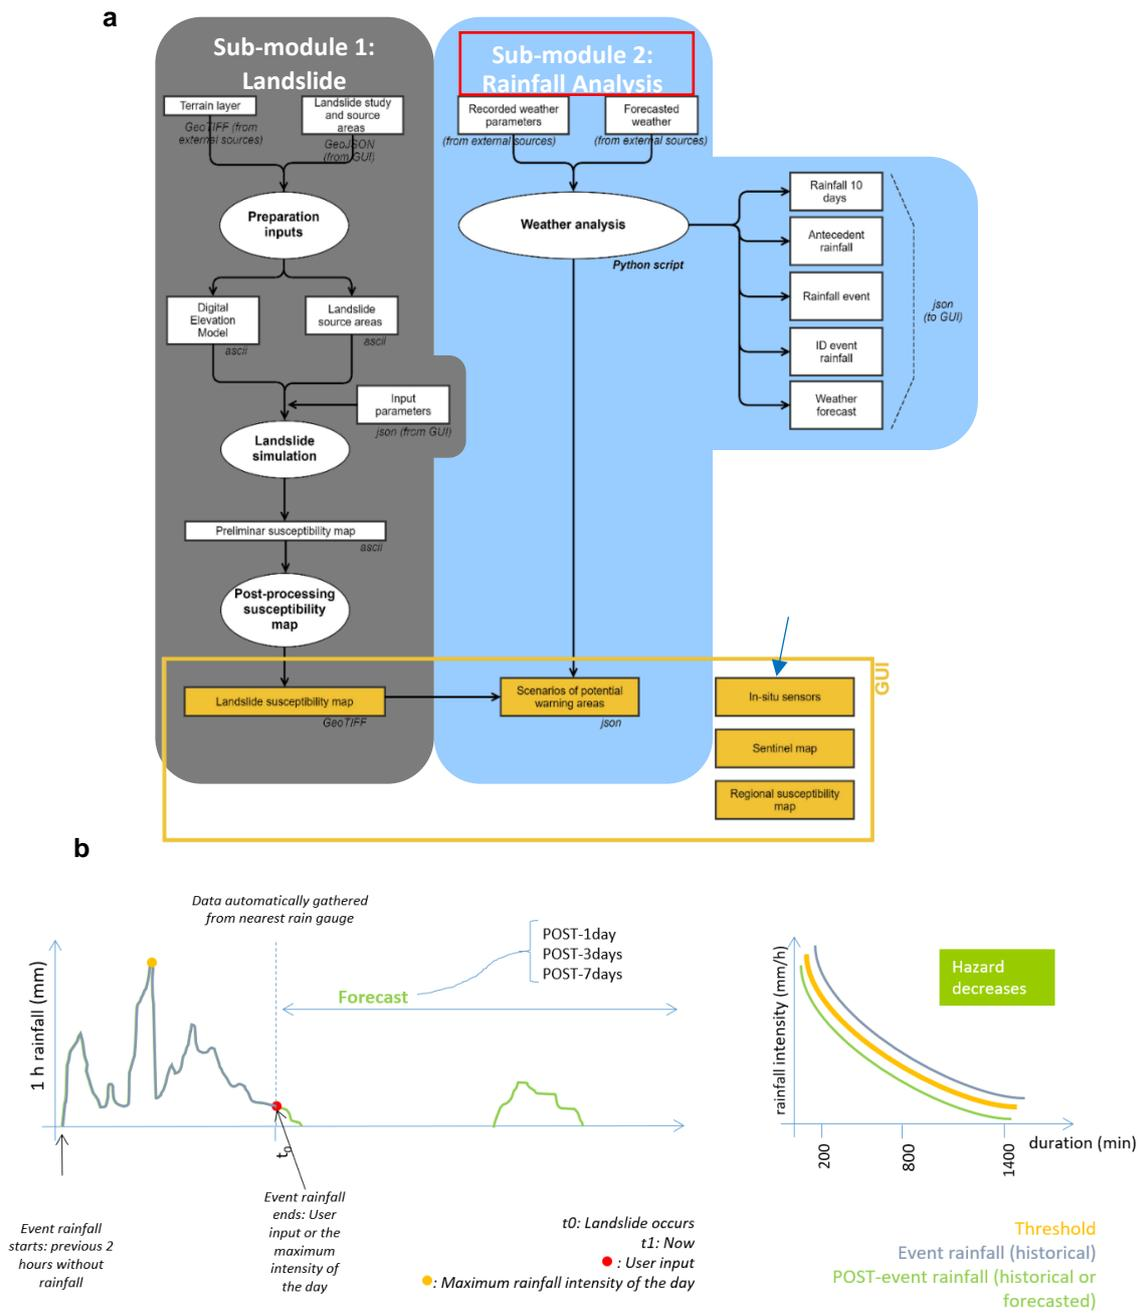 a
Sub-module 1:
Landslide
Sub-module 2:
Rainfall Analysis
Terrain layer
GeoTIFF (from
external sources)
Landslide study
and source
areas
GeoJSON
(from GUI)
Recorded weather
parameters
(from external sources)
Forecasted
weather
(from external sources)
Preparation
inputs
Weather analysis
Python script
Rainfall 10
days
Antecedent
rainfall
Rainfall event
ID event
rainfall
Weather
forecast
json
(to GUI)
Digital
Elevation
Model
ascii
Landslide
source areas
ascii
Input
parameters
json (from GUI)
Landslide
simulation
Preliminar susceptibility map
ascii
Post-processing
susceptibility
map
Landslide susceptibility map
GeoTIFF
Scenarios of potential
warning areas
json
In-situ sensors
Sentinel map
Regional susceptibility
map
GUI
b
Data automatically gathered
from nearest rain gauge
POST-1day
POST-3days
POST-7days
Forecast
1 h rainfall (mm)
t0
Event rainfall
starts: previous 2
hours without
rainfall
Event rainfall
ends: User
input or the
maximum
intensity of
the day
t0: Landslide occurs
t1: Now
: User input
: Maximum rainfall intensity of the day
Hazard
decreases
rainfall intensity (mm/h)
200
800
1400
duration (min)
Threshold
Event rainfall (historical)
POST-event rainfall (historical or
forecasted)